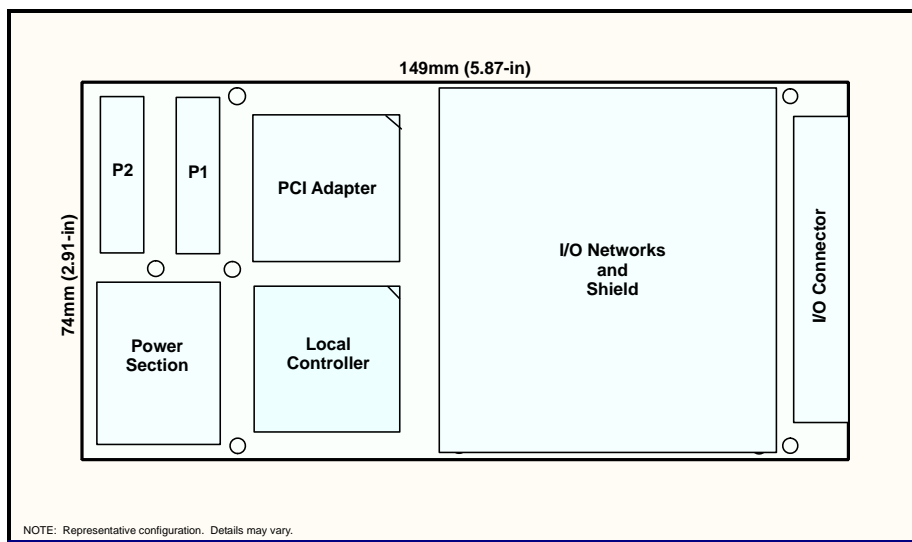 149mm (5.87-in)
74mm (2.91-in)
P2
P1
PCI Adapter
I/O Networks
and
Shield
I/O Connector
Power
Section
Local
Controller
NOTE:  Representative configuration.  Details may vary.